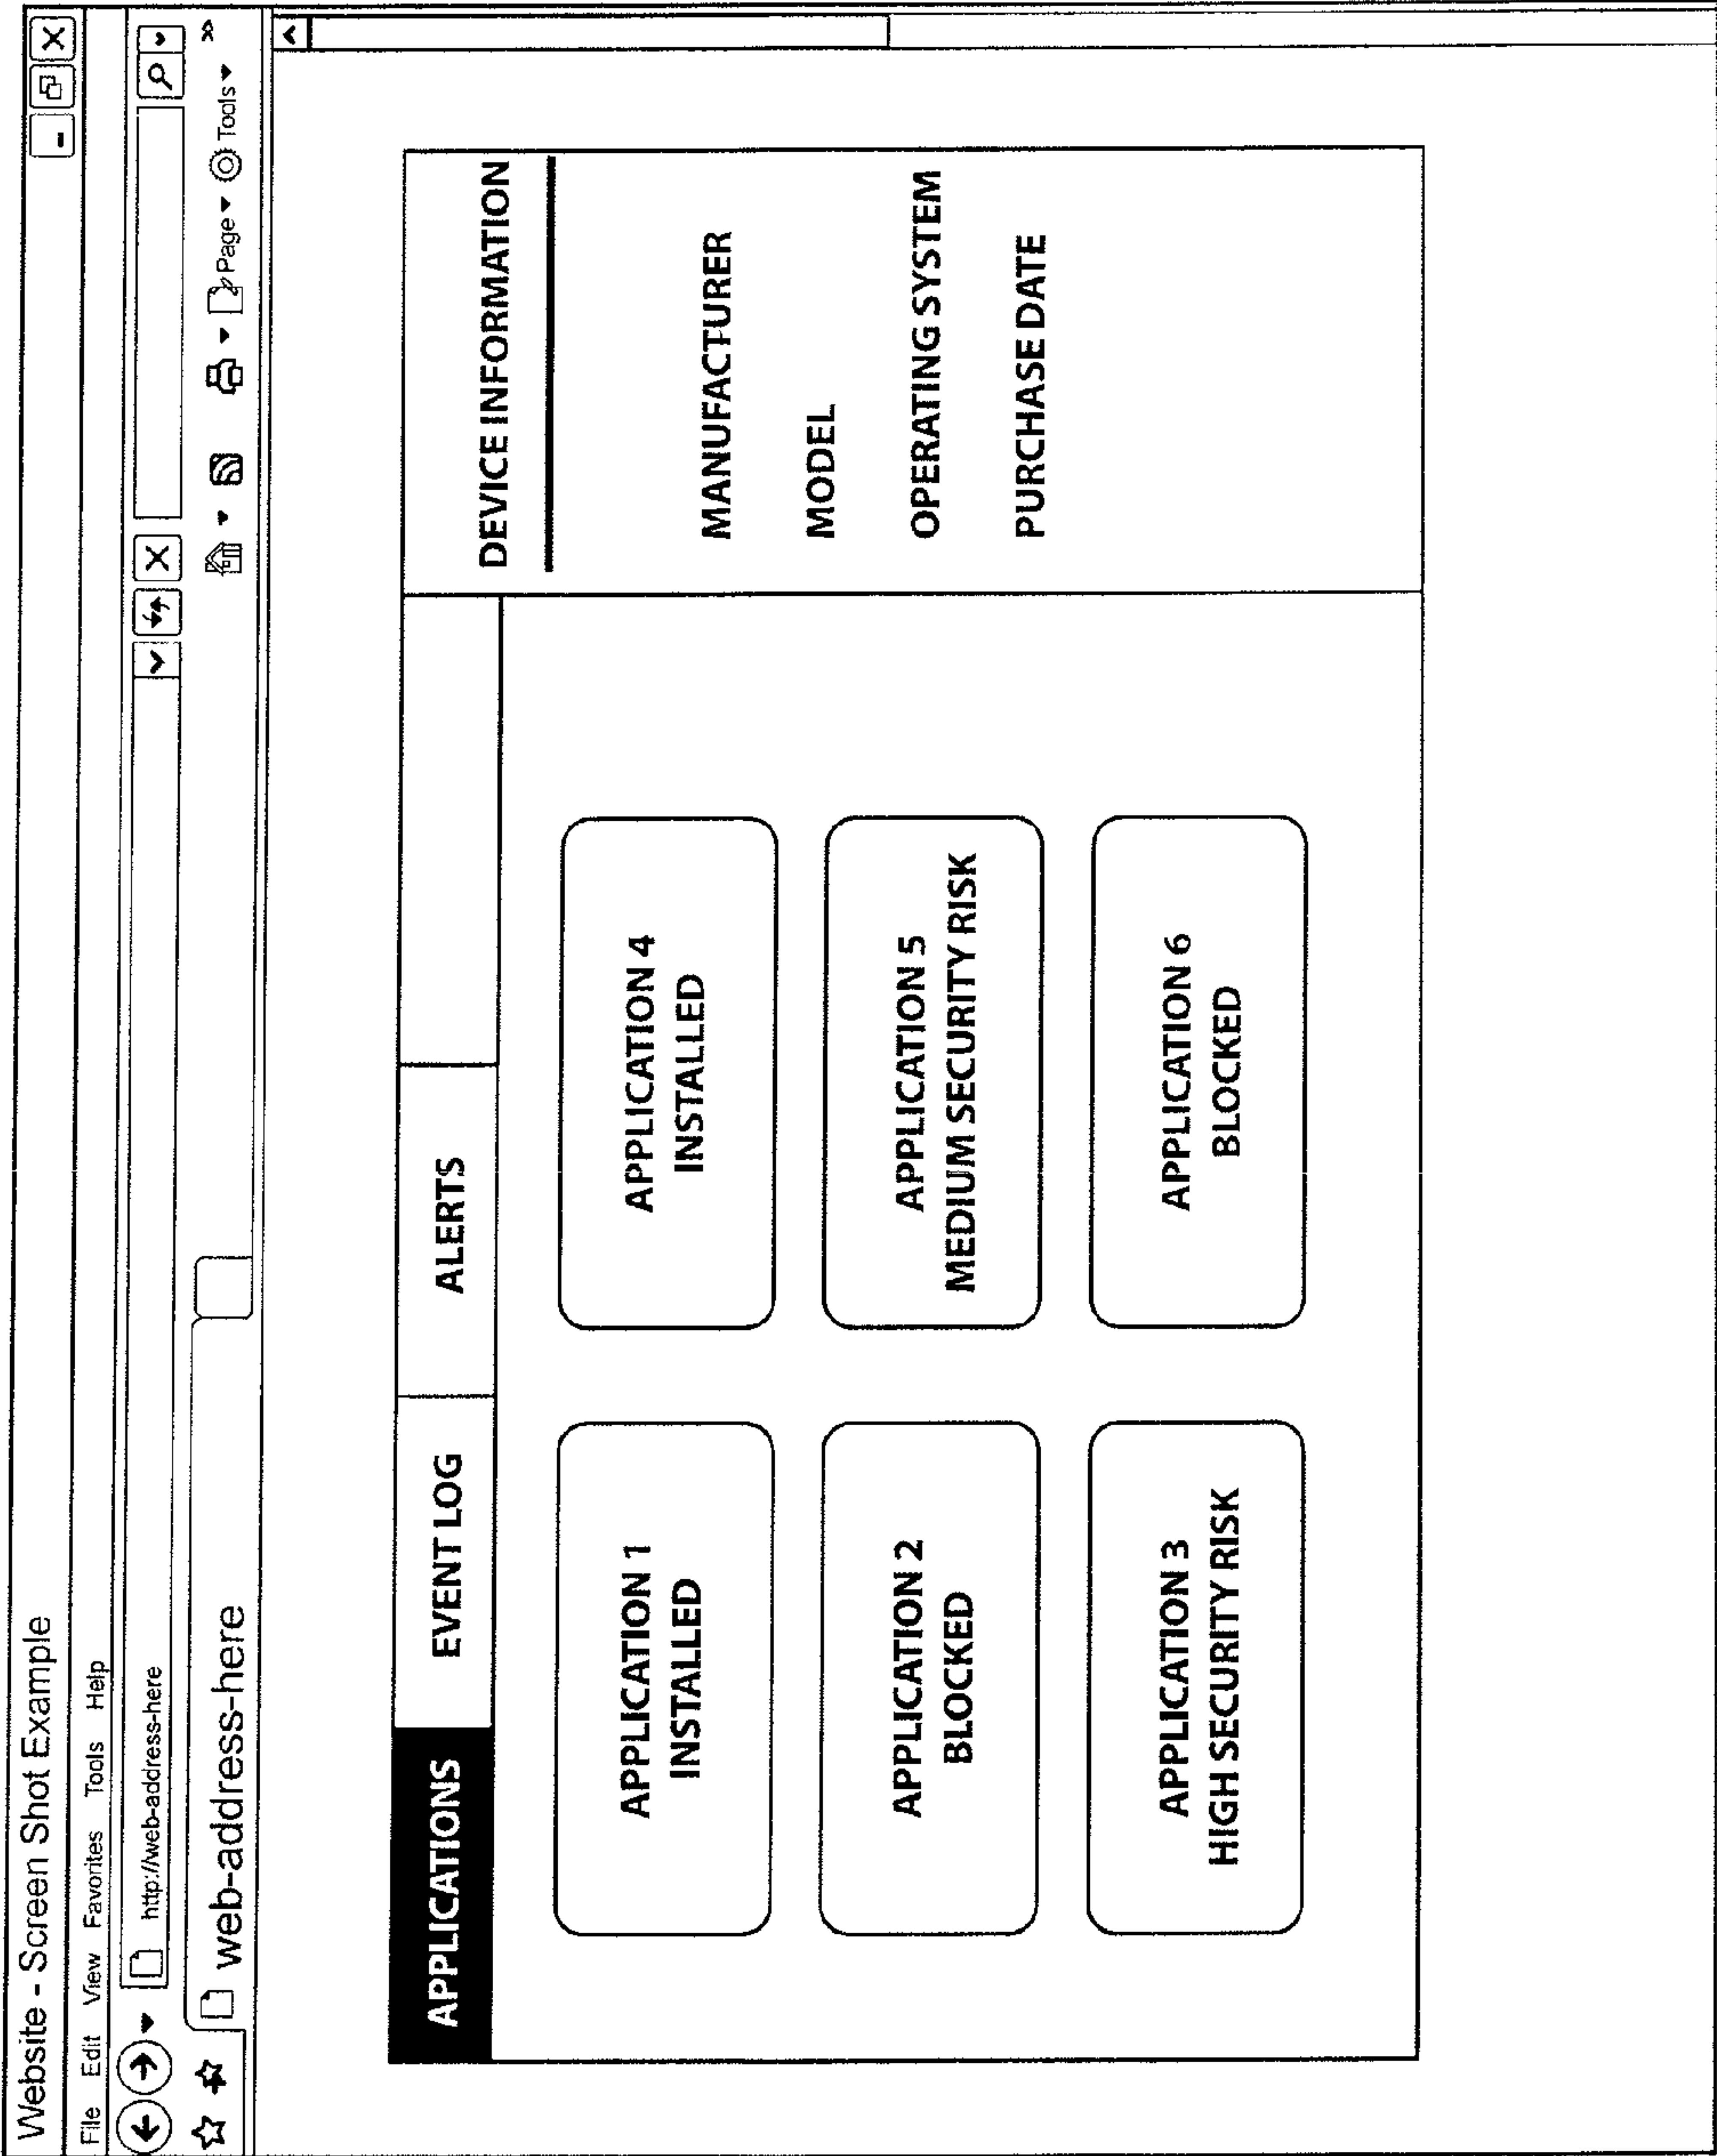 Website - Screen Shot Example
File Edit View Favorites Tools Help
http://web-address-here
web-address-here
Page Tools
APPLICATIONS EVENT LOG ALERTS
DEVICE INFORMATION
APPLICATION 1
INSTALLED
APPLICATION 4
INSTALLED
APPLICATION 2
BLOCKED
APPLICATION 5
MEDIUM SECURITY RISK
APPLICATION 3
HIGH SECURITY RISK
APPLICATION 6
BLOCKED
MANUFACTURER
MODEL
OPERATING SYSTEM
PURCHASE DATE